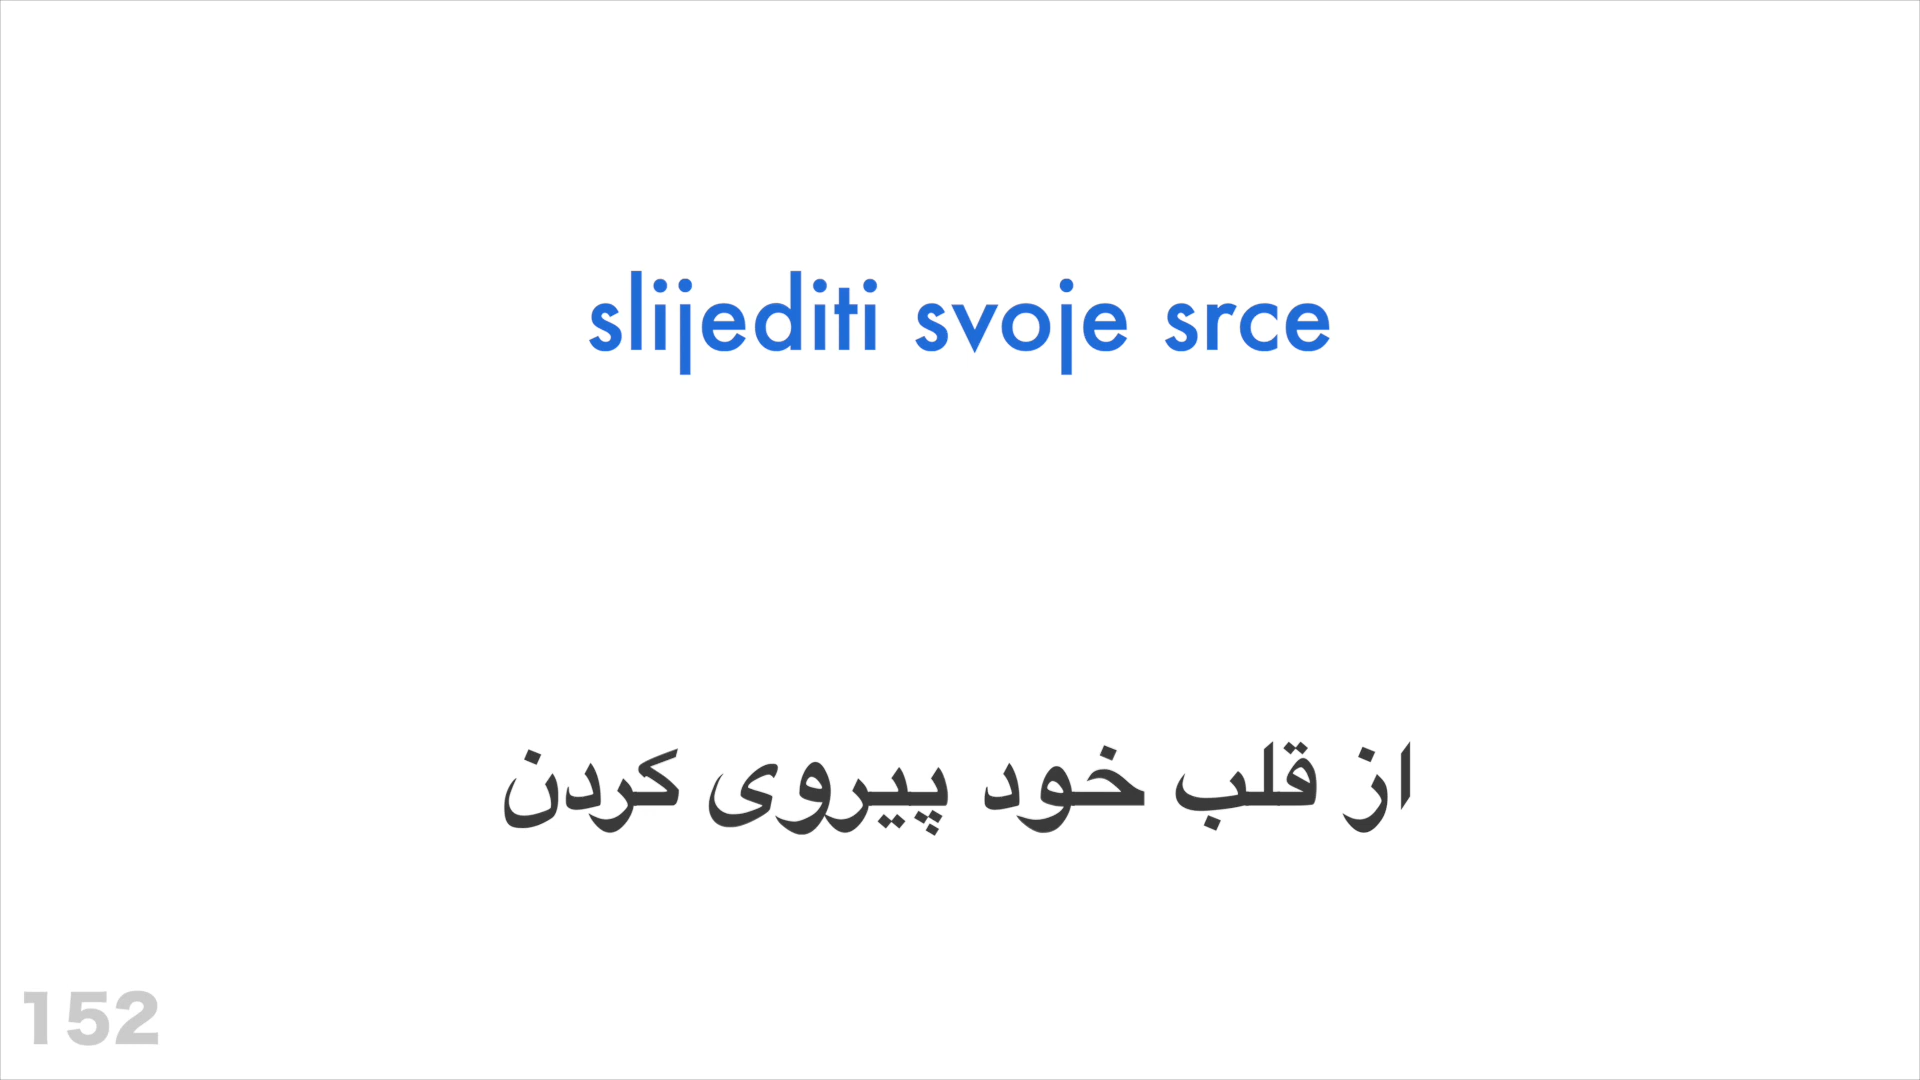 slijediti svoje srce
از قلب خود پیروی کردن
152